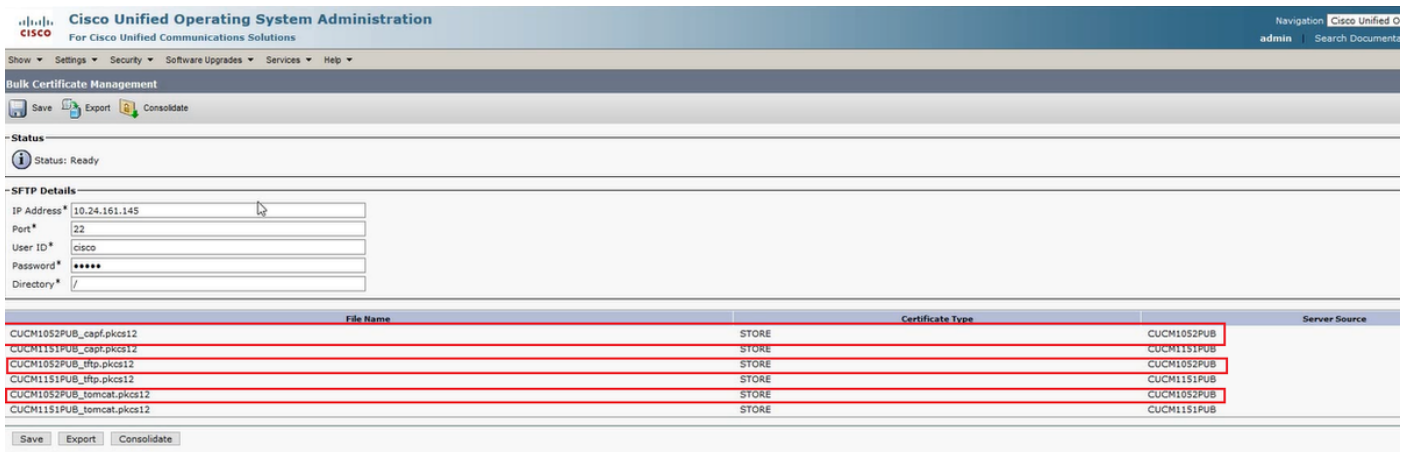 Cisco Unified Operating System Administration
CISCO
For Cisco Unified Communications Solutions
Navigation Cisco Unified O
admin | Search Documenta
Show Settings Security Software Upgrades Services Help
Bulk Certificate Management
Save Export Consolidate
Status
Status: Ready
SFTP Details
IP Address* 10.24.161.145
Port* 22
User ID* cisco
Password* •••••
Directory* /
File Name Certificate Type Server Source
CUCM1052PUB_capf.pkcs12 STORE CUCM1052PUB
CUCM1151PUB_capf.pkcs12 STORE CUCM1151PUB
CUCM1052PUB_tftp.pkcs12 STORE CUCM1052PUB
CUCM1151PUB_tftp.pkcs12 STORE CUCM1151PUB
CUCM1052PUB_tomcat.pkcs12 STORE CUCM1052PUB
CUCM1151PUB_tomcat.pkcs12 STORE CUCM1151PUB
Save Export Consolidate